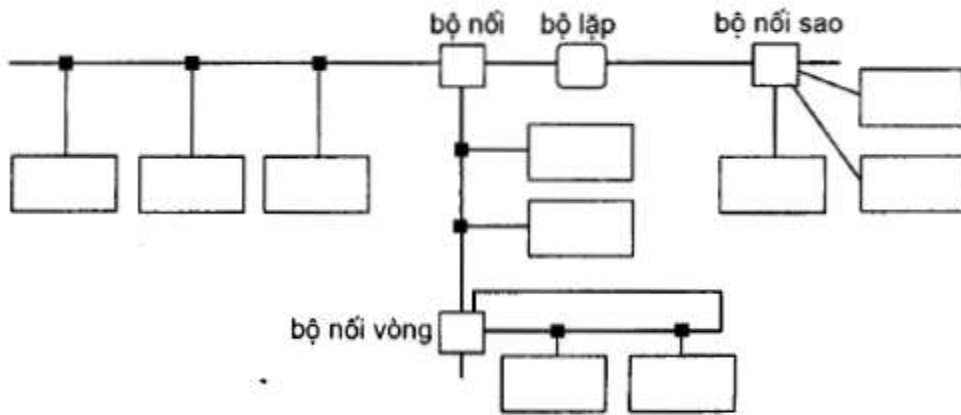 bộ nối
bộ lặp
bộ nối sao
bộ nối vòng